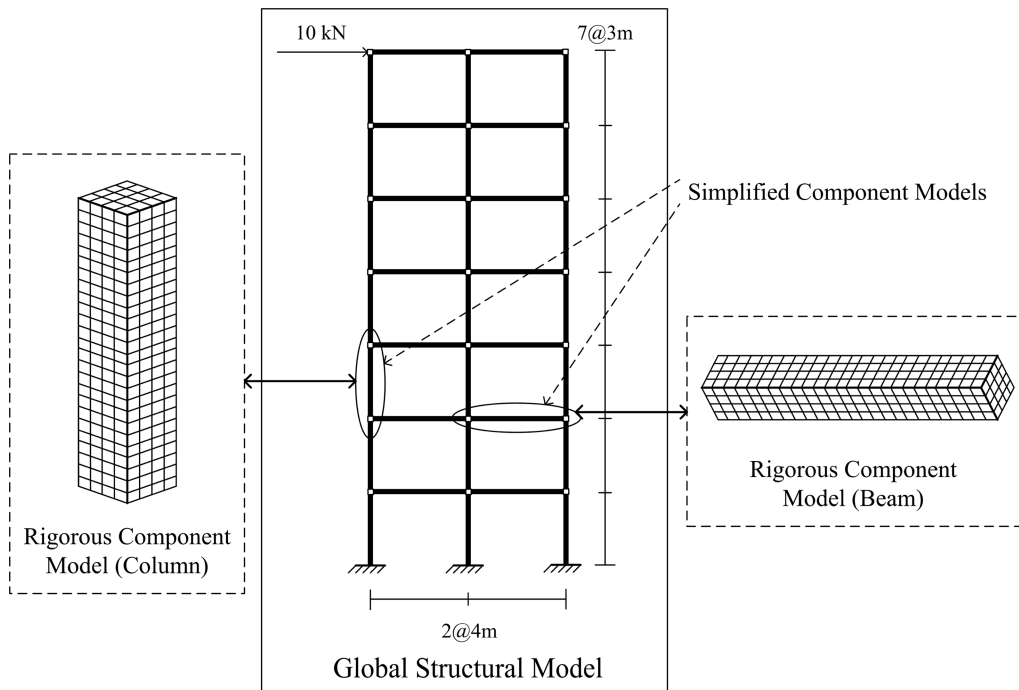 10 kN
7@3m
Simplified Component Models
Rigorous Component
Model (Column)
Rigorous Component
Model (Beam)
2@4m
Global Structural Model